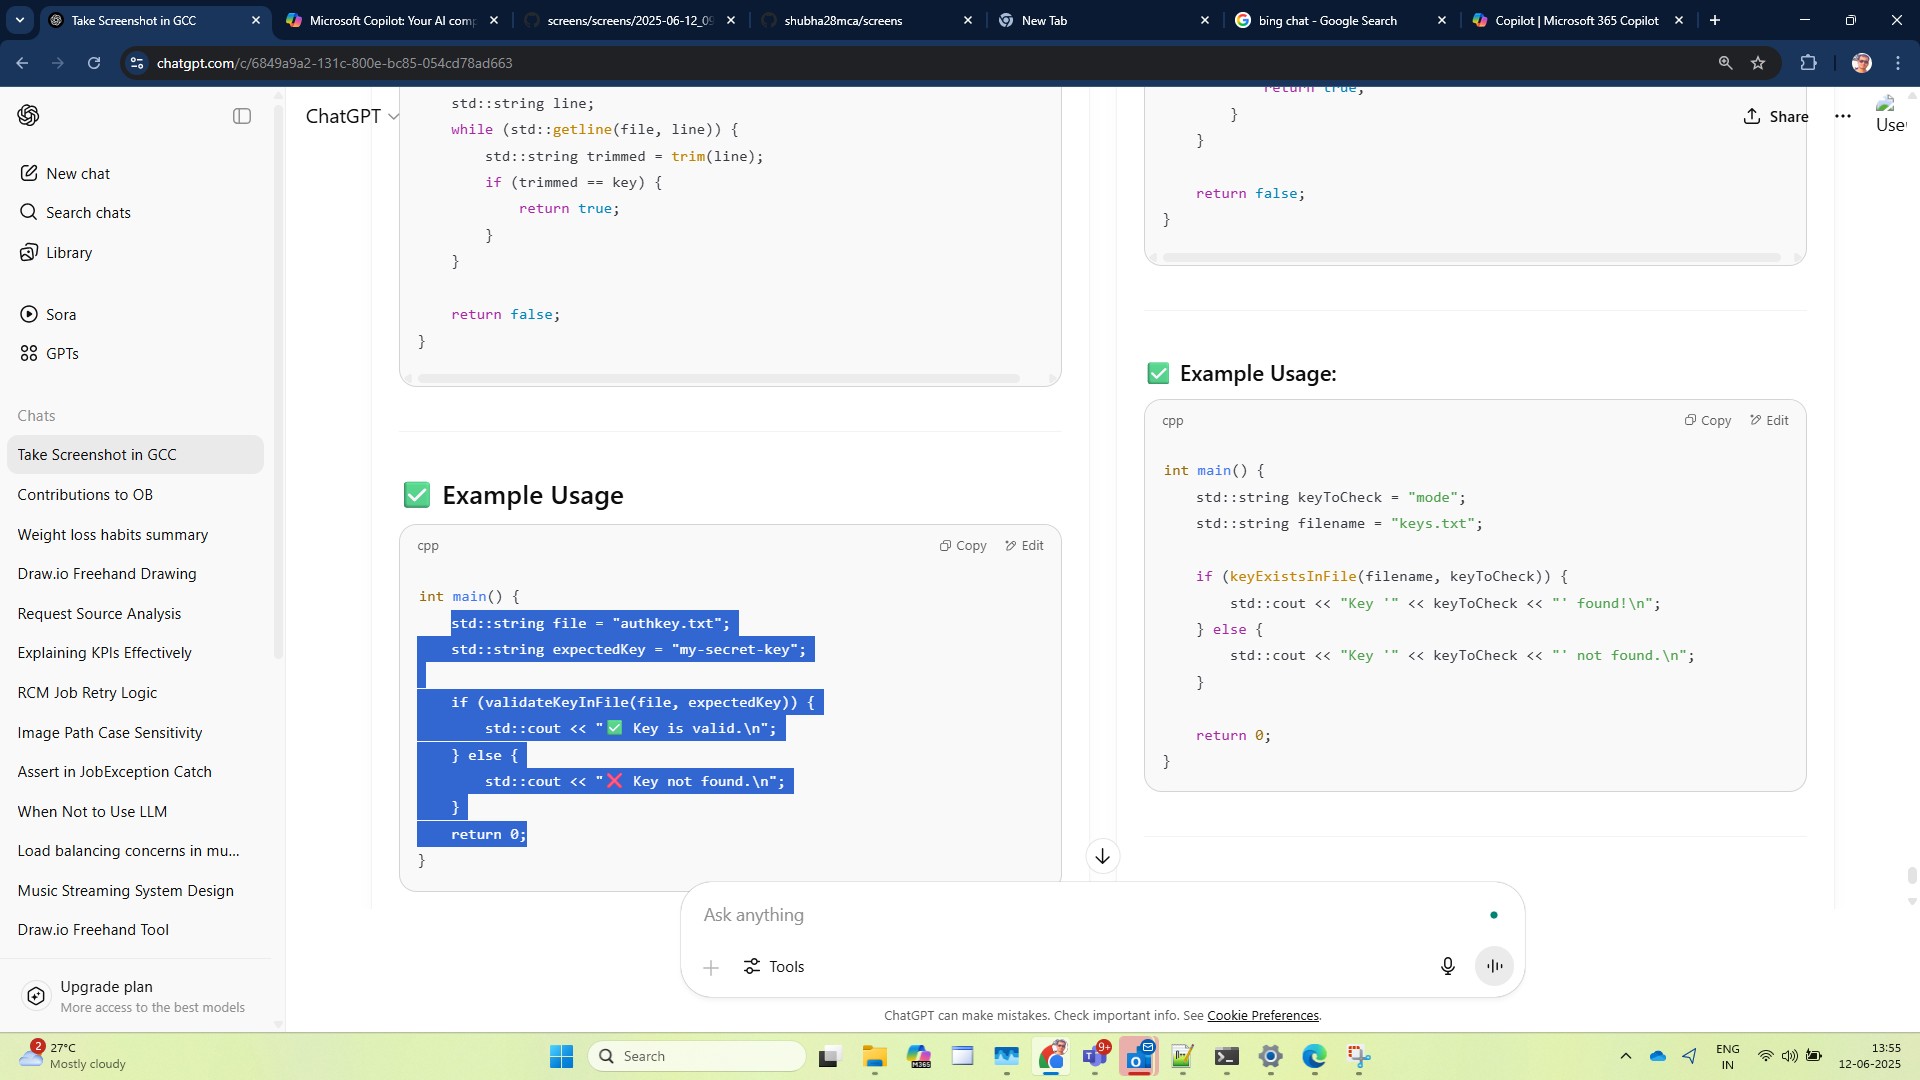 Take Screenshot in GCC
Microsoft Copilot: Your AI comp
screens/screens/2025-06-12_09
shubha28mca/screens
New Tab
bing chat - Google Search
Copilot | Microsoft 365 Copilot
chatgpt.com/c/6849a9a2-131c-800e-bc85-054cd78ad663
New chat
Search chats
Library
Sora
GPTs
Chats
Take Screenshot in GCC
Contributions to OB
Weight loss habits summary
Draw.io Freehand Drawing
Request Source Analysis
Explaining KPIs Effectively
RCM Job Retry Logic
Image Path Case Sensitivity
Assert in JobException Catch
When Not to Use LLM
Load balancing concerns in mu...
Music Streaming System Design
Draw.io Freehand Tool
Upgrade plan
More access to the best models
ChatGPT
Share
Use
std::string line;
while (std::getline(file, line)) {
std::string trimmed = trim(line);
if (trimmed == key) {
return true;
}
}
return false;
}
✅ Example Usage
cpp
Copy
Edit
int main() {
std::string file = "authkey.txt";
std::string expectedKey = "my-secret-key";
if (validateKeyInFile(file, expectedKey)) {
std::cout << "✅ Key is valid.\n";
} else {
std::cout << "❌ Key not found.\n";
}
return 0;
}
return true;
}
}
return false;
}
✅ Example Usage:
cpp
Copy
Edit
int main() {
std::string keyToCheck = "mode";
std::string filename = "keys.txt";
if (keyExistsInFile(filename, keyToCheck)) {
std::cout << "Key '" << keyToCheck << "' found!\n";
} else {
std::cout << "Key '" << keyToCheck << "' not found.\n";
}
return 0;
}
Ask anything
Tools
ChatGPT can make mistakes. Check important info. See Cookie Preferences.
2
27°C
Mostly cloudy
Search
M365
9+
ENG
IN
13:55
12-06-2025